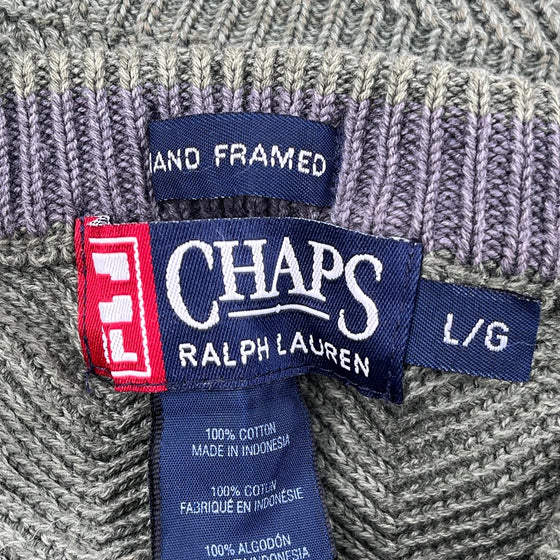 HAND FRAMED
CHAPS
RALPH LAUREN
L/G
100% COTTON
MADE IN INDONESIA
100% COTON
FABRIQUÉ EN INDONÉSIE
100% ALGODÓN